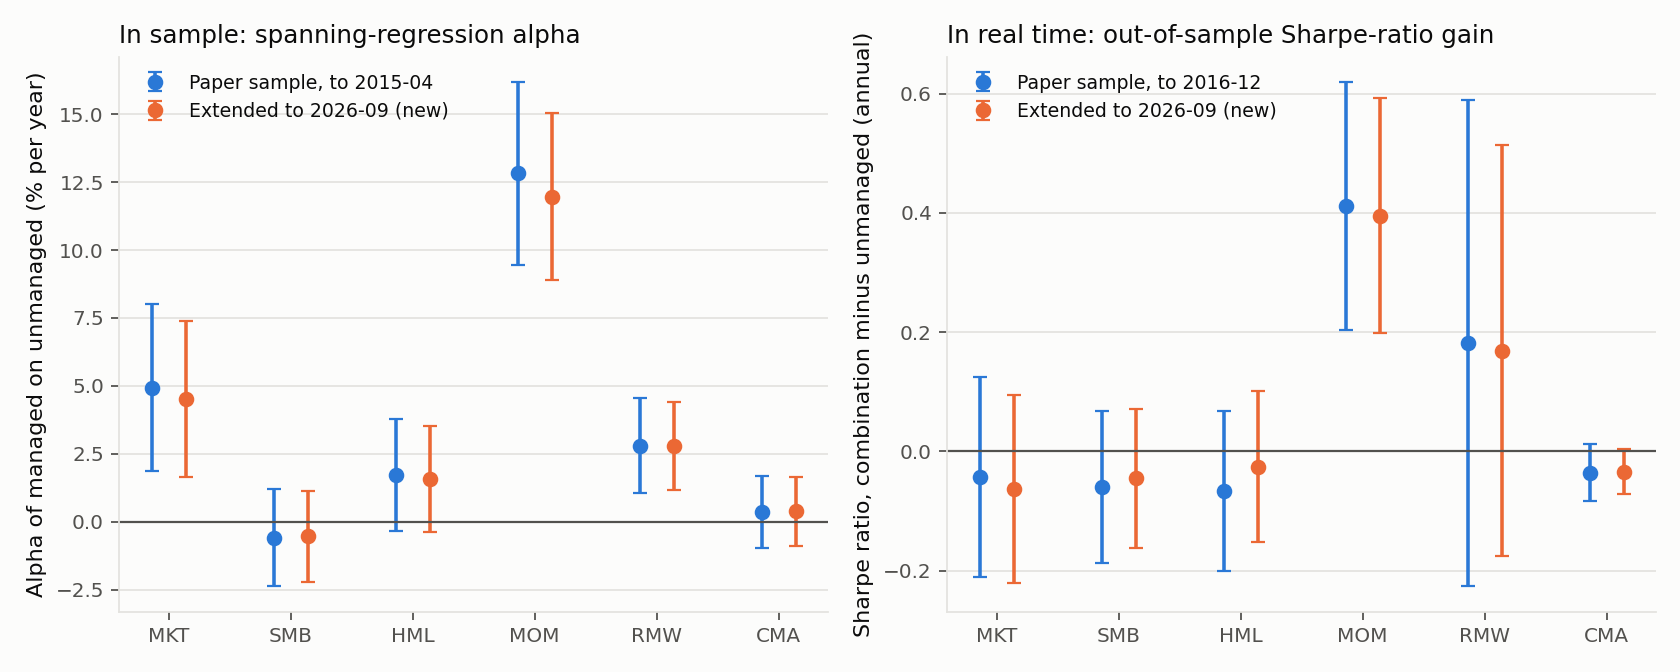 In sample: spanning-regression alpha
Paper sample, to 2015-04
Extended to 2026-09 (new)
Alpha of managed on unmanaged (% per year)
15.0
12.5
10.0
7.5
5.0
2.5
0.0
−2.5
MKT SMB HML MOM RMW CMA
In real time: out-of-sample Sharpe-ratio gain
Paper sample, to 2016-12
Extended to 2026-09 (new)
Sharpe ratio, combination minus unmanaged (annual)
0.6
0.4
0.2
0.0
−0.2
MKT SMB HML MOM RMW CMA